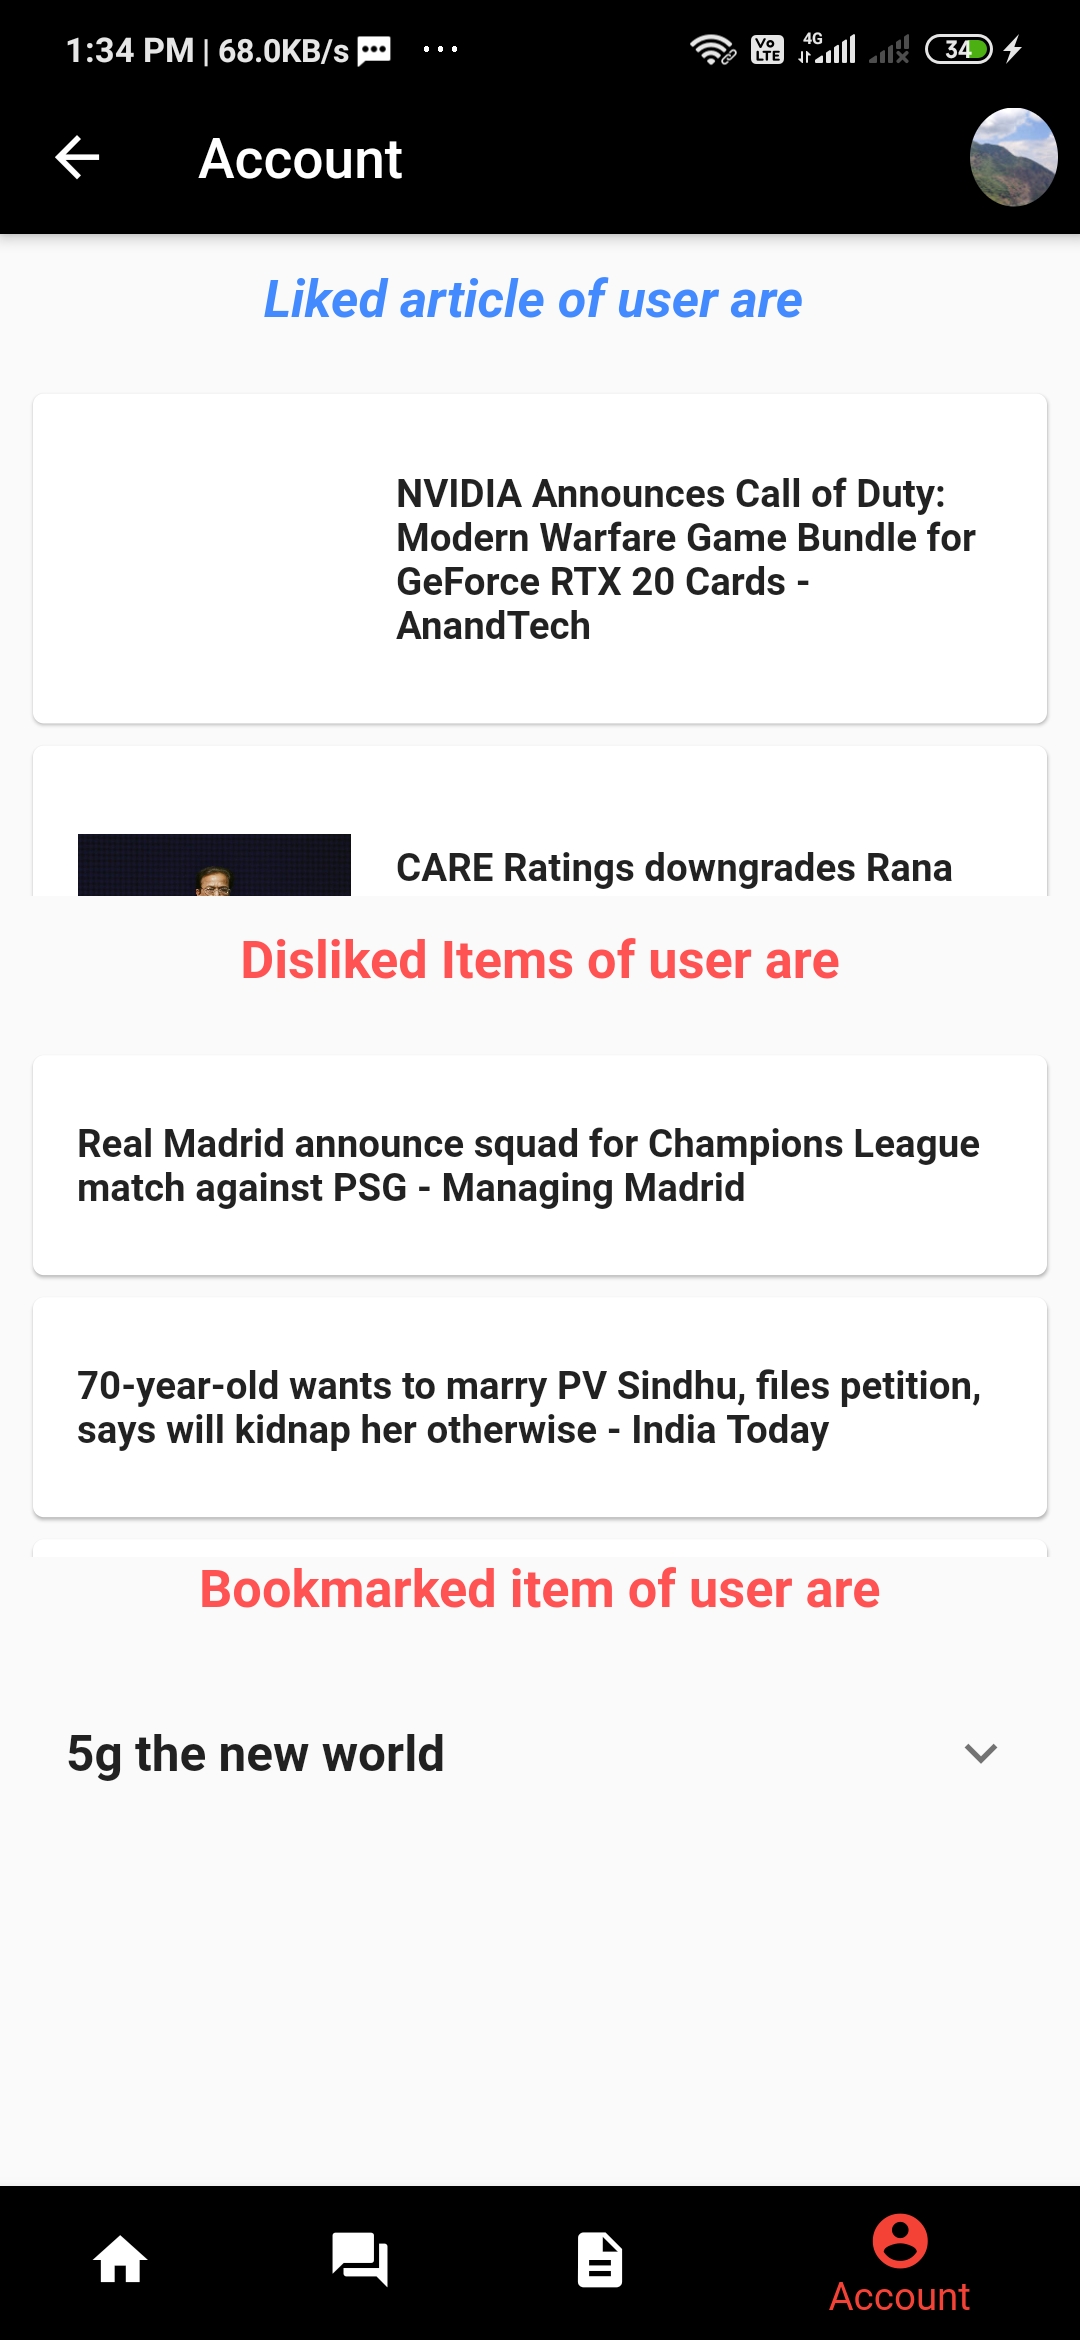 1:34 PM | 68.0KB/s
Vo LTE
4G
34
Account
Liked article of user are
NVIDIA Announces Call of Duty:
Modern Warfare Game Bundle for
GeForce RTX 20 Cards -
AnandTech
CARE Ratings downgrades Rana
Disliked Items of user are
Real Madrid announce squad for Champions League
match against PSG - Managing Madrid
70-year-old wants to marry PV Sindhu, files petition,
says will kidnap her otherwise - India Today
Bookmarked item of user are
5g the new world
Account